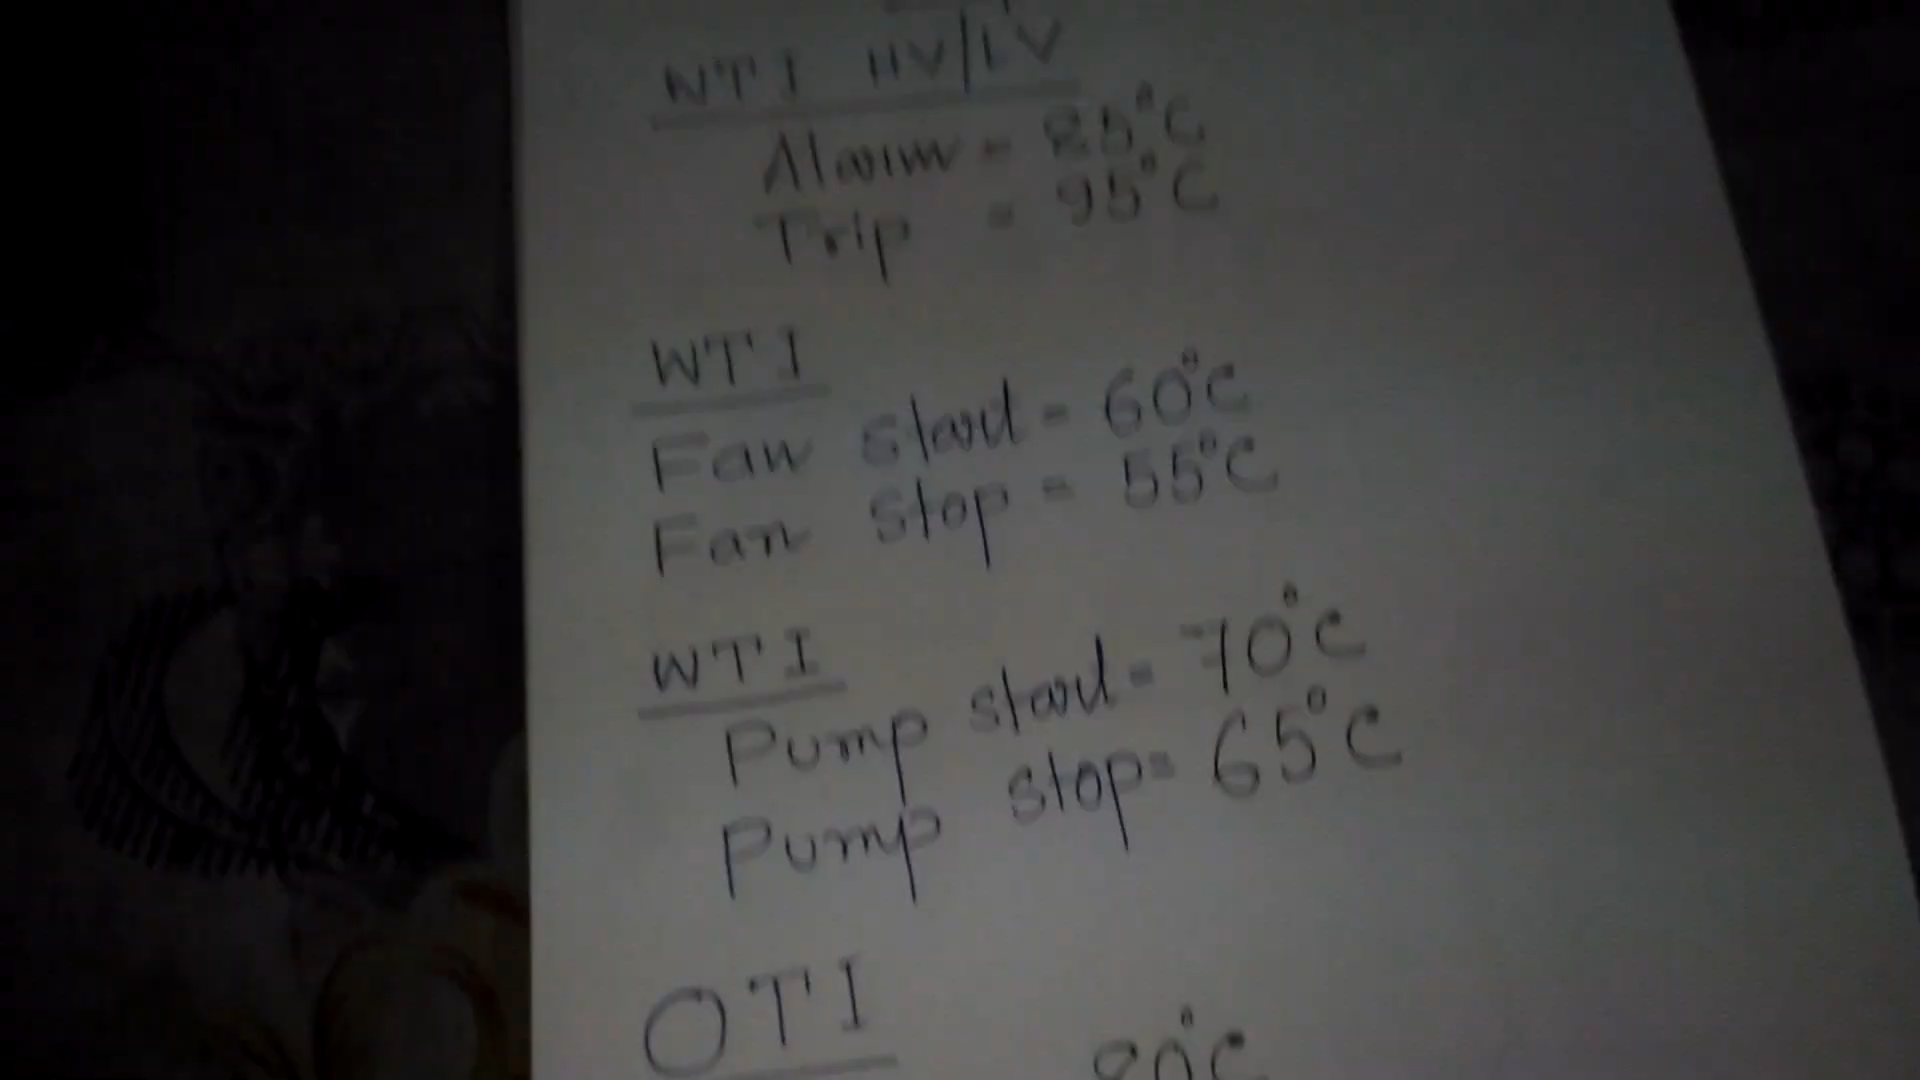 WTI HV/LV
Alarm = 85°C
Trip = 95°C
WTI
Fan start = 60°C
Fan stop = 55°C
WTI
Pump start = 70°C
Pump stop = 65°C
OTI